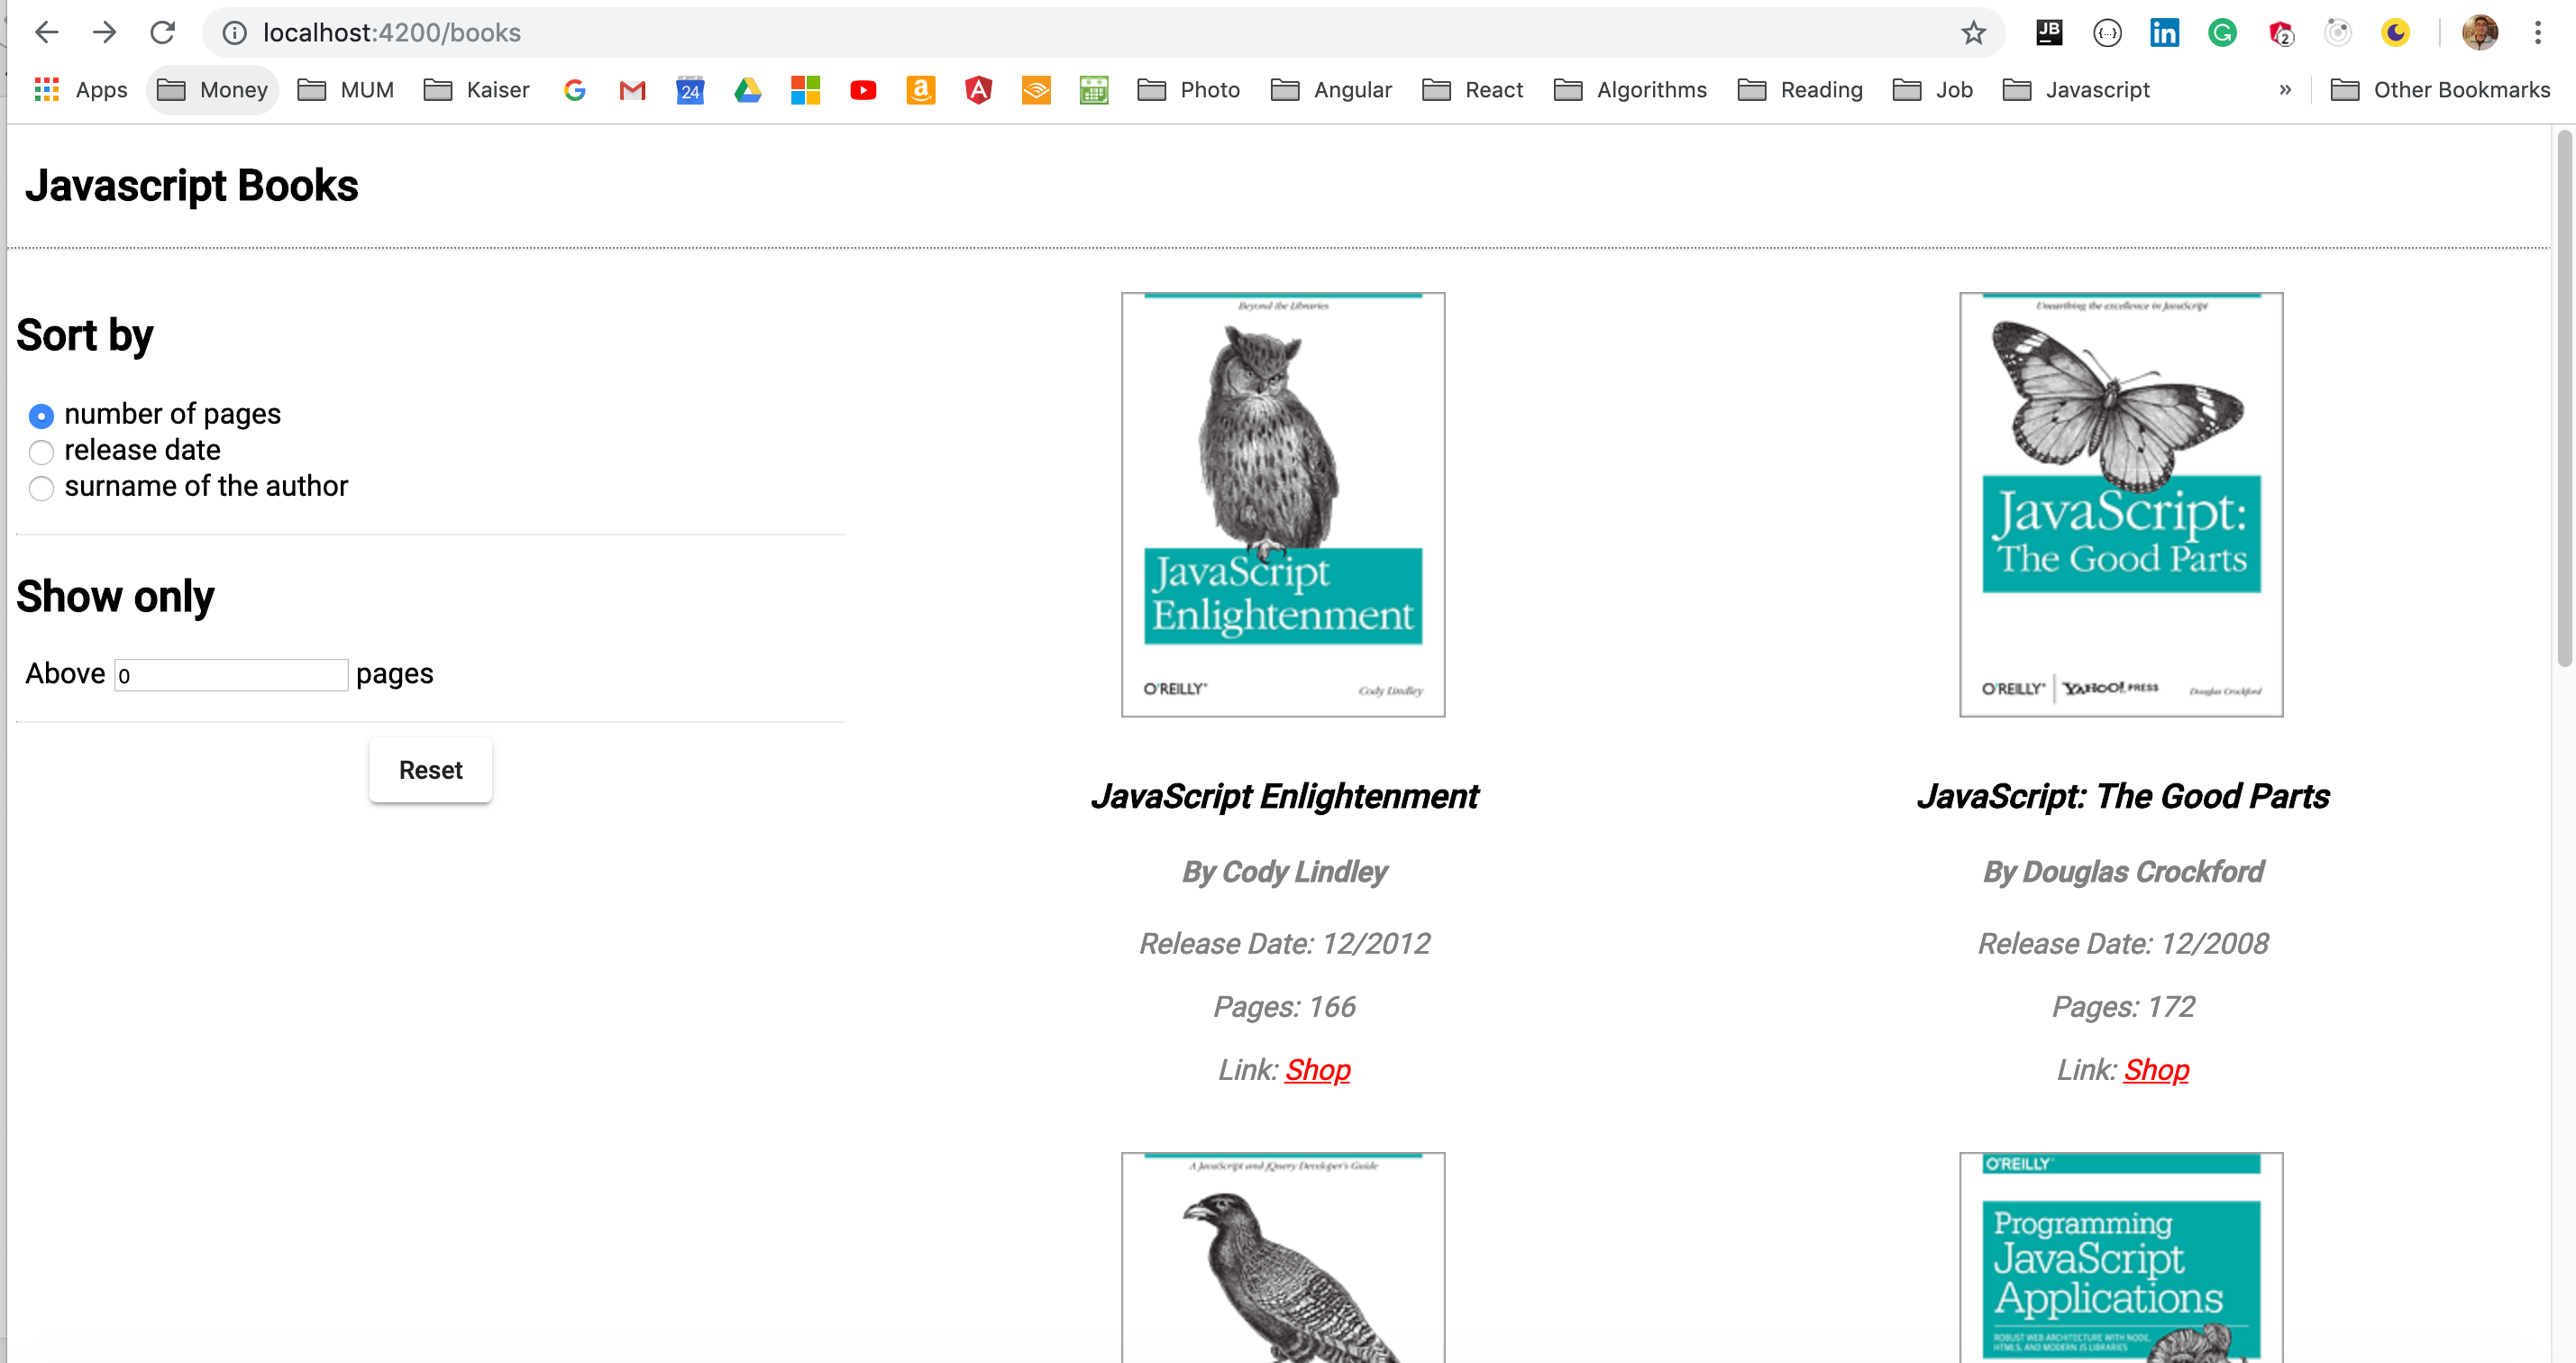 localhost:4200/books
JB
{...}
in
G
2
Apps
Money
MUM
Kaiser
G
24
a
A
Photo
Angular
React
Algorithms
Reading
Job
Javascript
»
Other Bookmarks
Javascript Books
Sort by
number of pages
release date
surname of the author
Show only
Above 0 pages
Reset
Beyond the Libraries
JavaScript
Enlightenment
O'REILLY®
Cody Lindley
JavaScript Enlightenment
By Cody Lindley
Release Date: 12/2012
Pages: 166
Link: Shop
Unearthing the excellence in JavaScript
JavaScript:
The Good Parts
O'REILLY® YAHOO! PRESS
Douglas Crockford
JavaScript: The Good Parts
By Douglas Crockford
Release Date: 12/2008
Pages: 172
Link: Shop
A JavaScript and jQuery Developer's Guide
O'REILLY®
Programming
JavaScript
Applications
ROBUST WEB ARCHITECTURE WITH NODE,
HTML5, AND MODERN JS LIBRARIES